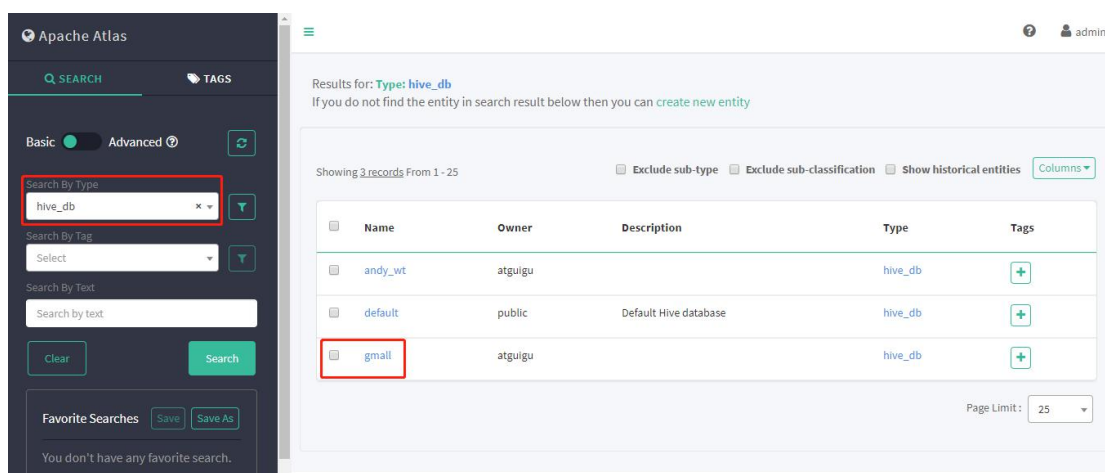 Apache Atlas
SEARCH
TAGS
Basic
Advanced
Search By Type
hive_db
Search By Tag
Select
Search By Text
Search by text
Clear
Search
Favorite Searches
Save
Save As
You don't have any favorite search.
admin
Results for: Type: hive_db
If you do not find the entity in search result below then you can create new entity
Showing 3 records From 1 - 25
Exclude sub-type
Exclude sub-classification
Show historical entities
Columns
Name Owner Description Type Tags
andy_wt atguigu hive_db
default public Default Hive database hive_db
gmall atguigu hive_db
Page Limit : 25